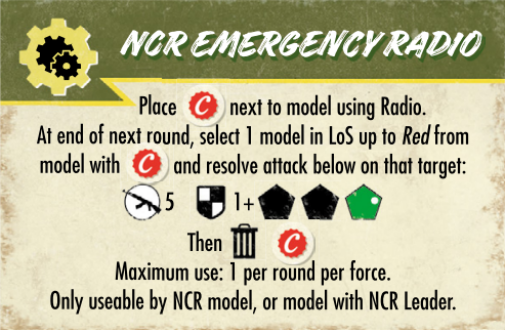 NCR EMERGENCY RADIO
Place C next to model using Radio.
At end of next round, select 1 model in LoS up to Red from
model with C and resolve attack below on that target:
5 1+
Then C
Maximum use: 1 per round per force.
Only useable by NCR model, or model with NCR Leader.